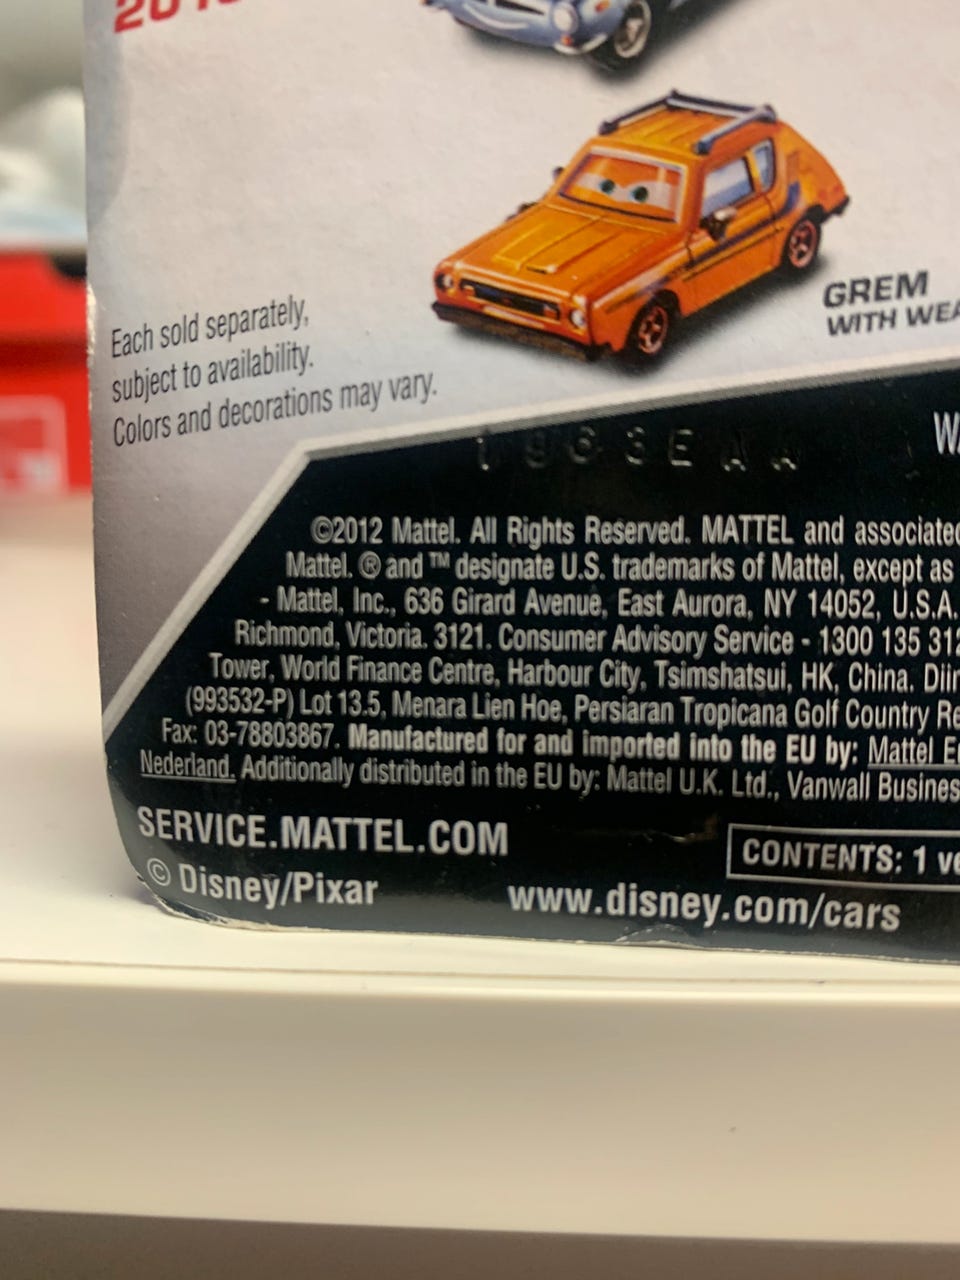 Each sold separately,
subject to availability.
Colors and decorations may vary.
GREM
WITH
©2012 Mattel. All Rights Reserved. MATTEL and associated
Mattel. ® and ™ designate U.S. trademarks of Mattel, except as
- Mattel, Inc., 636 Girard Avenue, East Aurora, NY 14052, U.S.A.
Richmond, Victoria. 3121. Consumer Advisory Service - 1300 135 312
Tower, World Finance Centre, Harbour City, Tsimshatsui, HK, China.
(993532-P) Lot 13.5, Menara Lien Hoe, Persiaran Tropicana Golf Country
Fax: 03-78803867. Manufactured for and imported into the EU by: Mattel
Nederland. Additionally distributed in the EU by: Mattel U.K. Ltd., Vanwall Business
SERVICE.MATTEL.COM
CONTENTS: 1
© Disney/Pixar
www.disney.com/cars